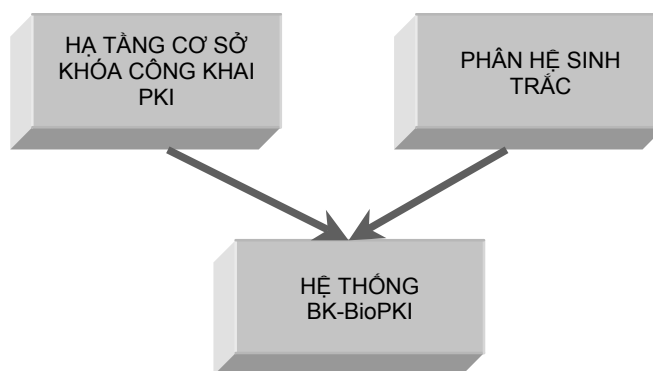 HẠ TẦNG CƠ SỞ
KHÓA CÔNG KHAI
PKI
PHÂN HỆ SINH
TRẮC
HỆ THỐNG
BK-BioPKI